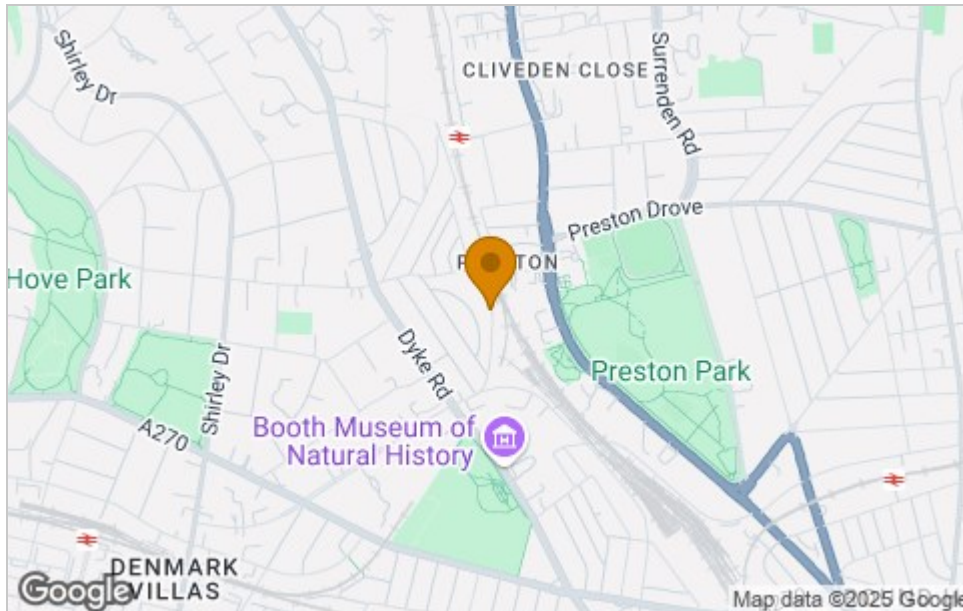 Shirley Dr
CLIVEDEN CLOSE
Surrenden Rd
Preston Drove
Hove Park
Dyke Rd
Shirley Dr
Preston Park
A270
Booth Museum of
Natural History
DENMARK
VILLAS
Google
Map data ©2025 Google